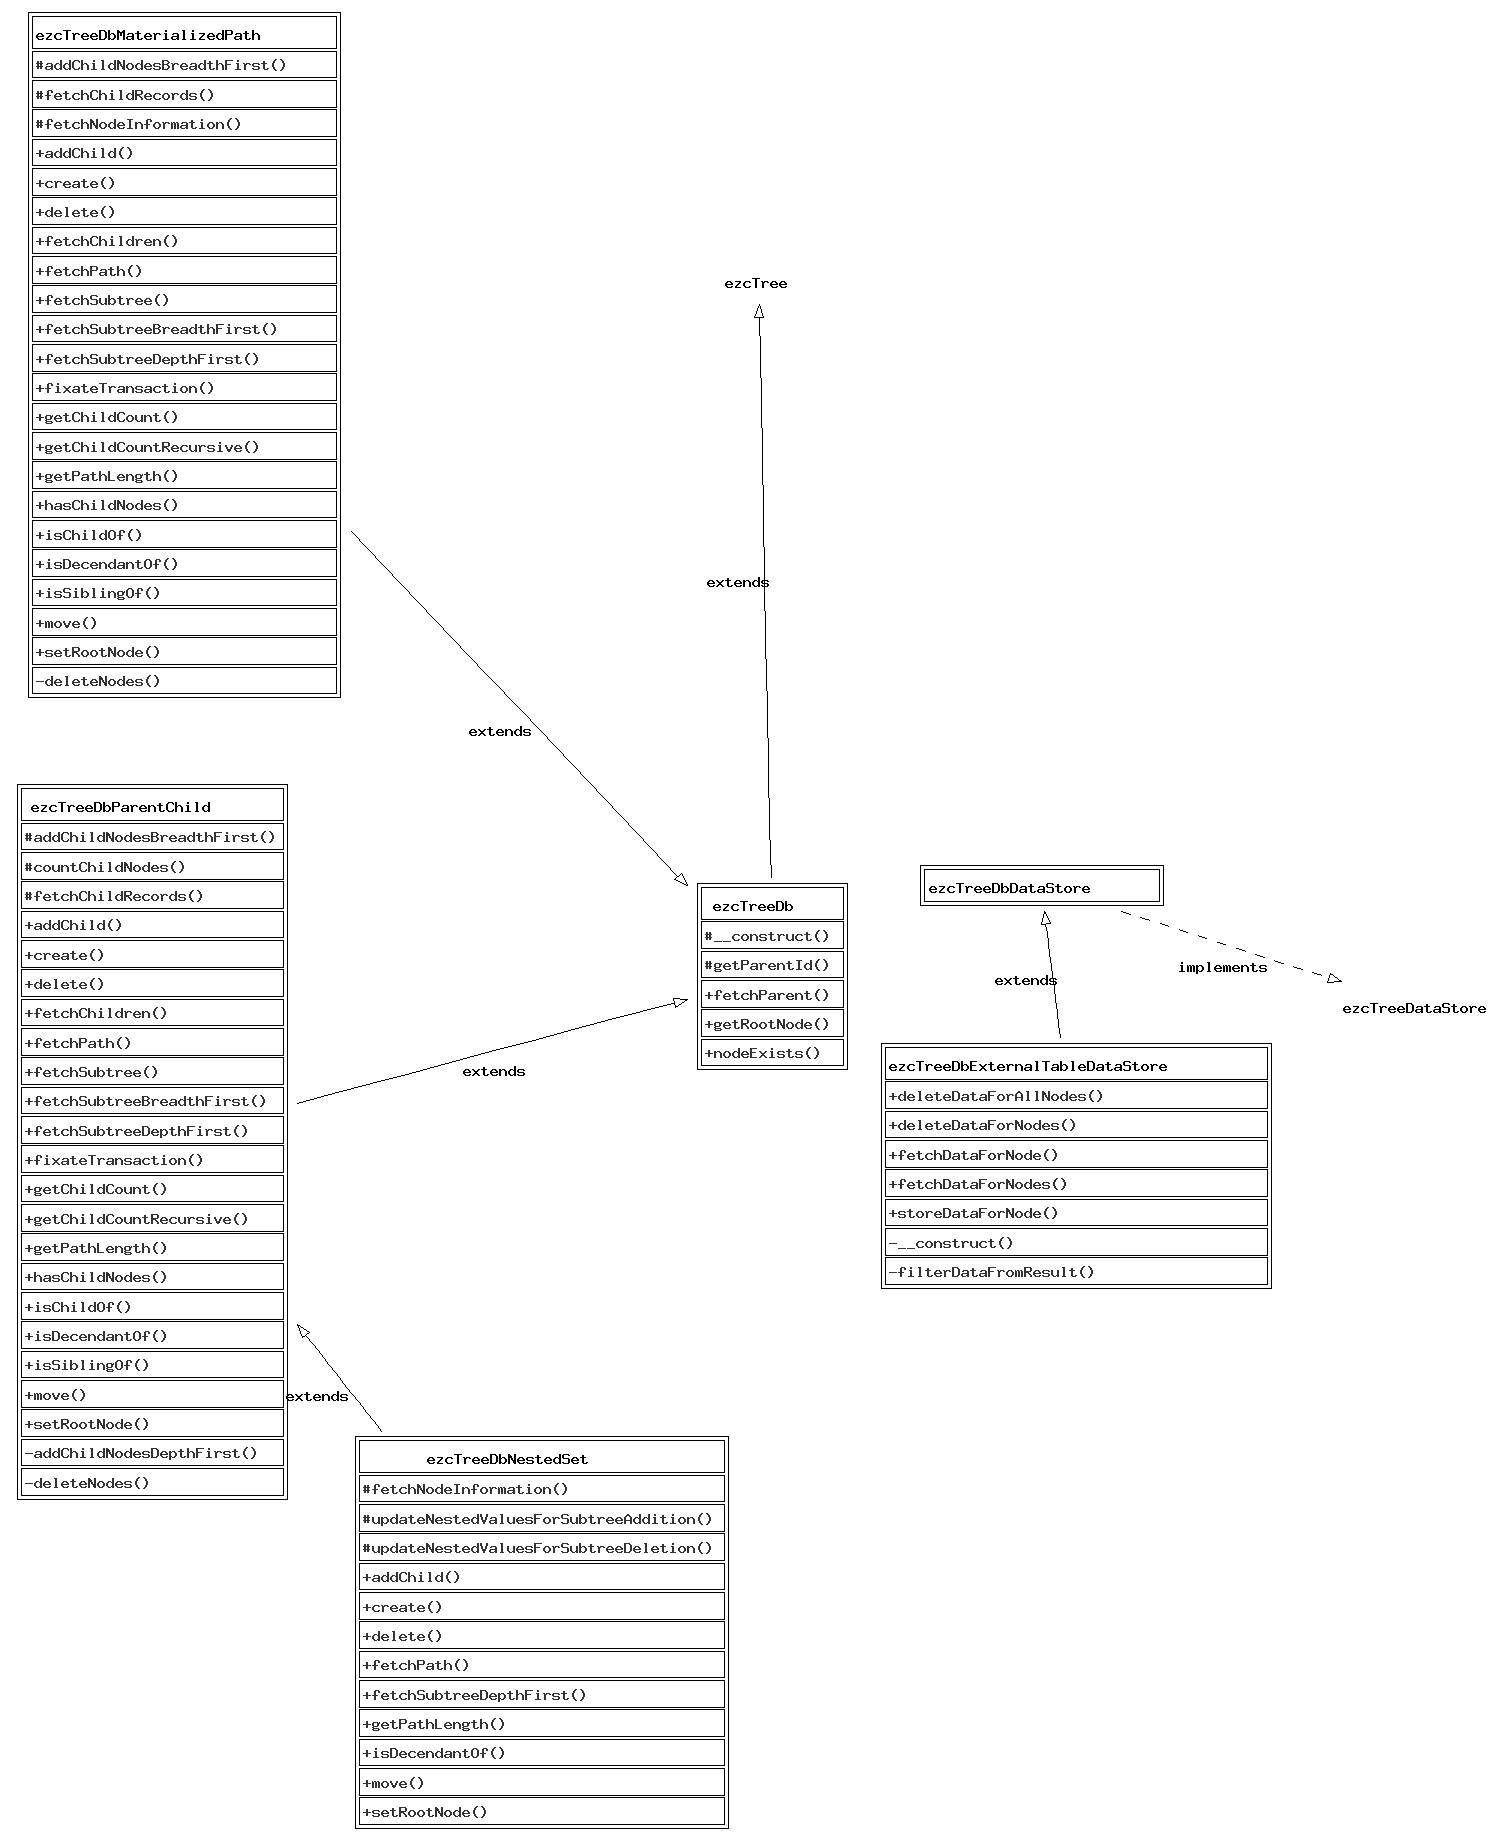 ezcTreeDbMaterializedPath
#addChildNodesBreadthFirst()
#fetchChildRecords()
#fetchNodeInformation()
+addChild()
+create()
+delete()
+fetchChildren()
+fetchPath()
+fetchSubtree()
+fetchSubtreeBreadthFirst()
+fetchSubtreeDepthFirst()
+fixateTransaction()
+getChildCount()
+getChildCountRecursive()
+getPathLength()
+hasChildNodes()
+isChildOf()
+isDecendantOf()
+isSiblingOf()
+move()
+setRootNode()
-deleteNodes()
ezcTree
extends
extends
ezcTreeDbParentChild
#addChildNodesBreadthFirst()
#countChildNodes()
#fetchChildRecords()
+addChild()
+create()
+delete()
+fetchChildren()
+fetchPath()
+fetchSubtree()
+fetchSubtreeBreadthFirst()
+fetchSubtreeDepthFirst()
+fixateTransaction()
+getChildCount()
+getChildCountRecursive()
+getPathLength()
+hasChildNodes()
+isChildOf()
+isDecendantOf()
+isSiblingOf()
+move()
+setRootNode()
-addChildNodesDepthFirst()
-deleteNodes()
extends
ezcTreeDb
#__construct()
#getParentId()
+fetchParent()
+getRootNode()
+nodeExists()
ezcTreeDbDataStore
extends
implements
ezcTreeDataStore
ezcTreeDbExternalTableDataStore
+deleteDataForAllNodes()
+deleteDataForNodes()
+fetchDataForNode()
+fetchDataForNodes()
+storeDataForNode()
-__construct()
-filterDataFromResult()
extends
ezcTreeDbNestedSet
#fetchNodeInformation()
#updateNestedValuesForSubtreeAddition()
#updateNestedValuesForSubtreeDeletion()
+addChild()
+create()
+delete()
+fetchPath()
+fetchSubtreeDepthFirst()
+getPathLength()
+isDecendantOf()
+move()
+setRootNode()